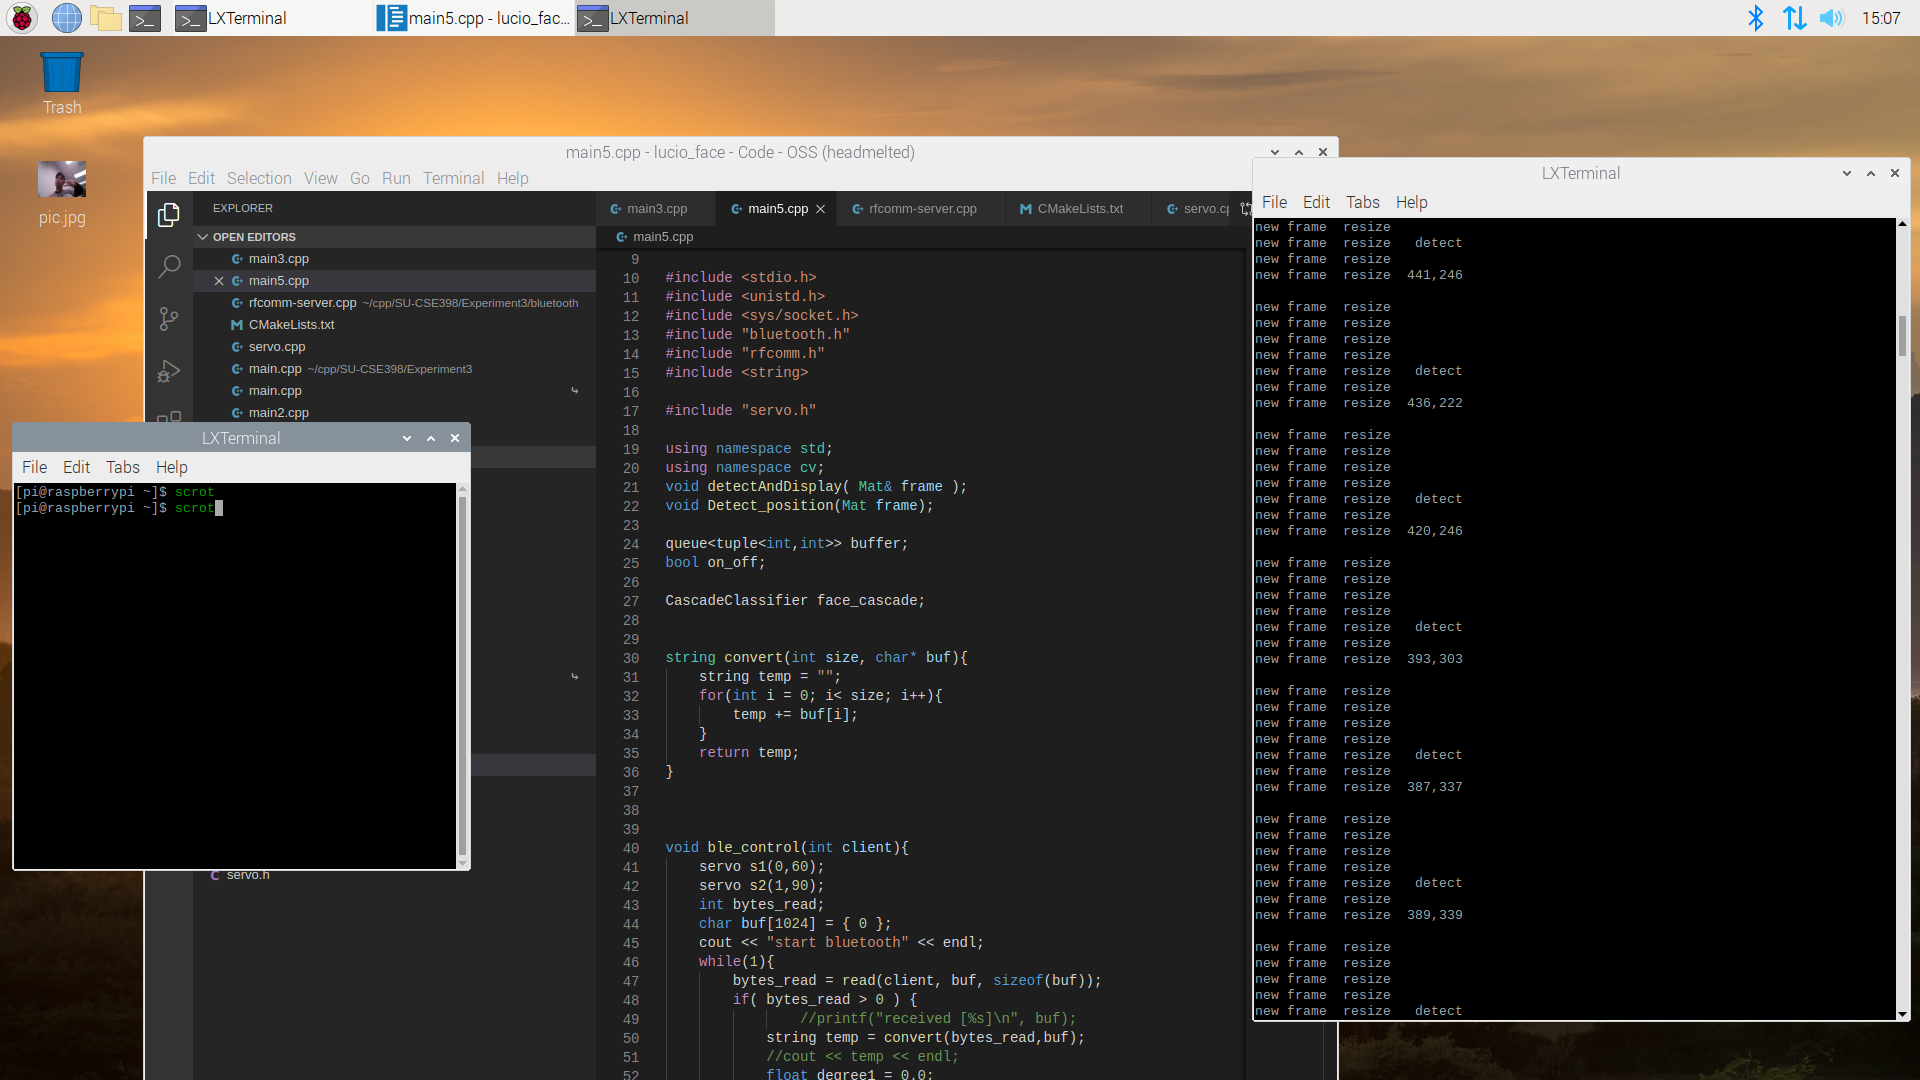 LXTerminal
main5.cpp - lucio_fac...
LXTerminal
15:07
Trash
pic.jpg
main5.cpp - lucio_face - Code - OSS (headmelted)
File Edit Selection View Go Run Terminal Help
EXPLORER
OPEN EDITORS
main3.cpp
main5.cpp
rfcomm-server.cpp ~/cpp/SU-CSE398/Experiment3/bluetooth
CMakeLists.txt
servo.cpp
main.cpp ~/cpp/SU-CSE398/Experiment3
main.cpp
main2.cpp
servo.h
LXTerminal
File Edit Tabs Help
[pi@raspberrypi ~]$ scrot
[pi@raspberrypi ~]$ scrot
main3.cpp main5.cpp rfcomm-server.cpp CMakeLists.txt servo.cp
main5.cpp
9
10 #include <stdio.h>
11 #include <unistd.h>
12 #include <sys/socket.h>
13 #include "bluetooth.h"
14 #include "rfcomm.h"
15 #include <string>
16
17 #include "servo.h"
18
19 using namespace std;
20 using namespace cv;
21 void detectAndDisplay( Mat& frame );
22 void Detect_position(Mat frame);
23
24 queue<tuple<int,int>> buffer;
25 bool on_off;
26
27 CascadeClassifier face_cascade;
28
29
30 string convert(int size, char* buf){
31 string temp = "";
32 for(int i = 0; i< size; i++){
33 temp += buf[i];
34 }
35 return temp;
36 }
37
38
39
40 void ble_control(int client){
41 servo s1(0,60);
42 servo s2(1,90);
43 int bytes_read;
44 char buf[1024] = { 0 };
45 cout << "start bluetooth" << endl;
46 while(1){
47 bytes_read = read(client, buf, sizeof(buf));
48 if( bytes_read > 0 ) {
49 //printf("received [%s]\n", buf);
50 string temp = convert(bytes_read,buf);
51 //cout << temp << endl;
52 float degree1 = 0.0;
LXTerminal
File Edit Tabs Help
new frame resize
new frame resize detect
new frame resize
new frame resize 441,246
new frame resize
new frame resize
new frame resize
new frame resize
new frame resize detect
new frame resize
new frame resize 436,222
new frame resize
new frame resize
new frame resize
new frame resize
new frame resize detect
new frame resize
new frame resize 420,246
new frame resize
new frame resize
new frame resize
new frame resize
new frame resize detect
new frame resize
new frame resize 393,303
new frame resize
new frame resize
new frame resize
new frame resize
new frame resize detect
new frame resize
new frame resize 387,337
new frame resize
new frame resize
new frame resize
new frame resize
new frame resize detect
new frame resize
new frame resize 389,339
new frame resize
new frame resize
new frame resize
new frame resize
new frame resize detect